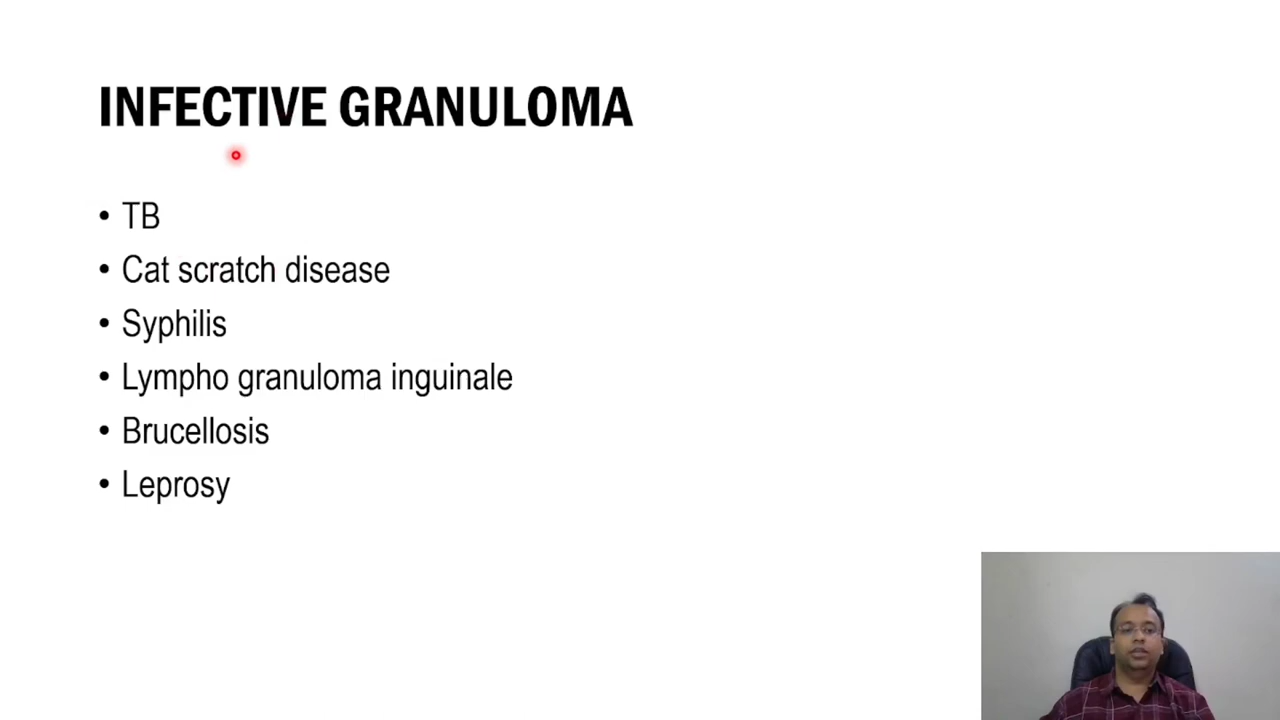 INFECTIVE GRANULOMA
• TB
• Cat scratch disease
• Syphilis
• Lympho granuloma inguinale
• Brucellosis
• Leprosy